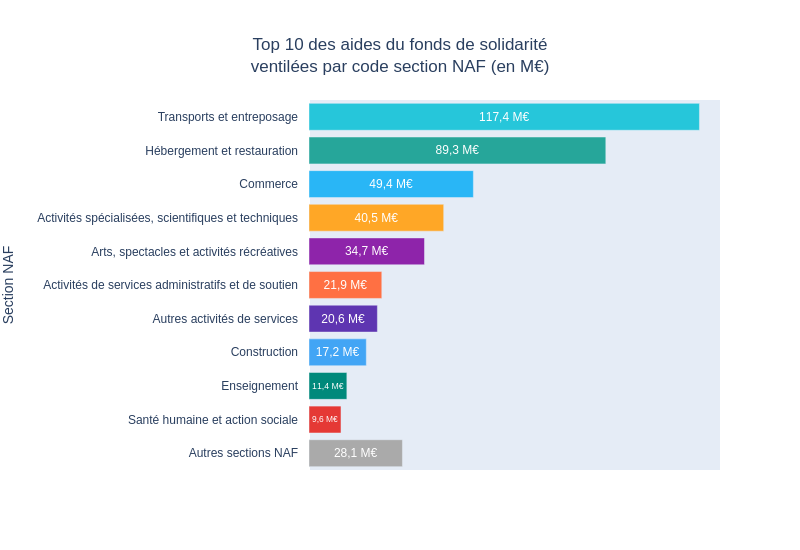 Top 10 des aides du fonds de solidarité
ventilées par code section NAF (en M€)
Section NAF
Transports et entreposage 117,4 M€
Hébergement et restauration 89,3 M€
Commerce 49,4 M€
Activités spécialisées, scientifiques et techniques 40,5 M€
Arts, spectacles et activités récréatives 34,7 M€
Activités de services administratifs et de soutien 21,9 M€
Autres activités de services 20,6 M€
Construction 17,2 M€
Enseignement 11,4 M€
Santé humaine et action sociale 9,6 M€
Autres sections NAF 28,1 M€